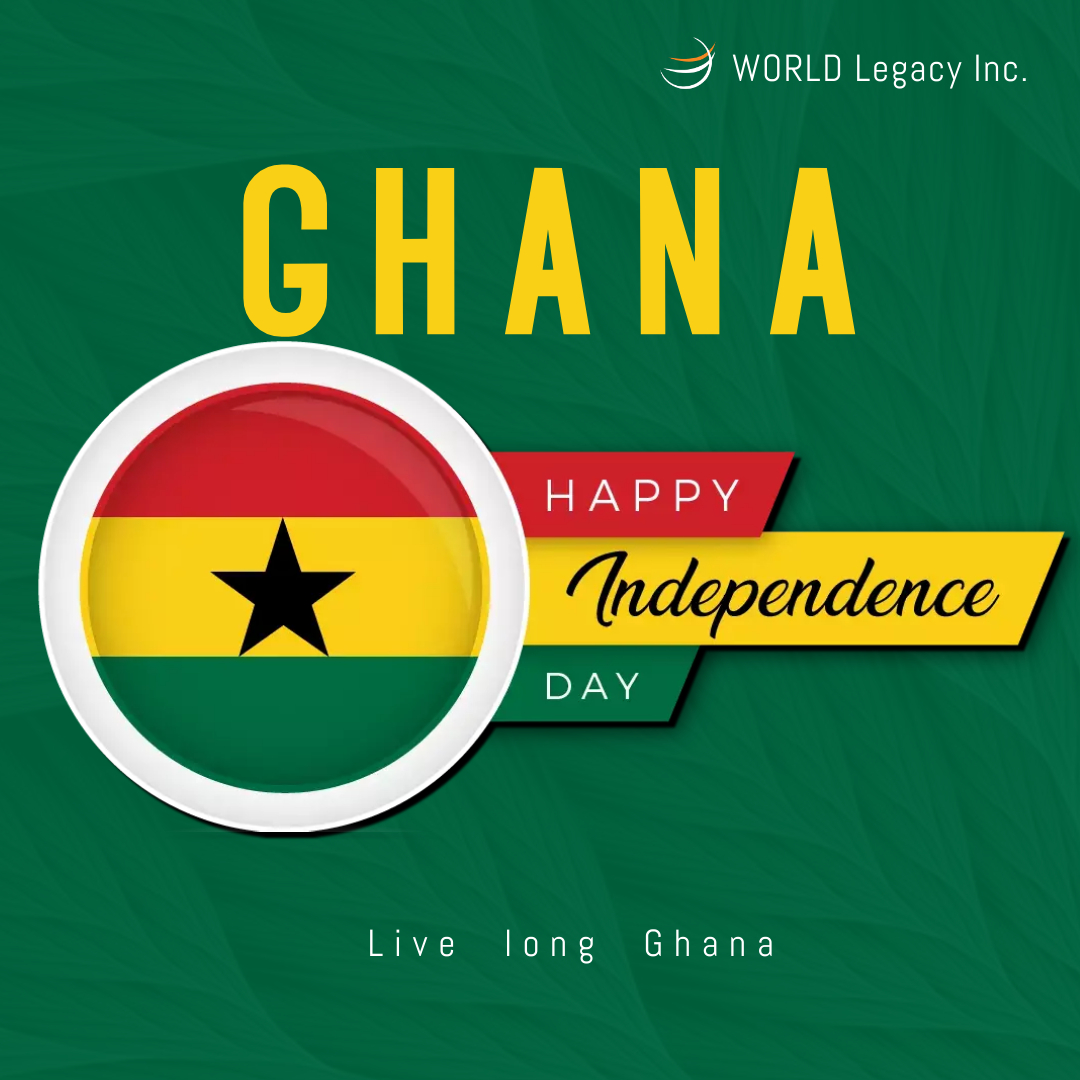 WORLD Legacy Inc.
GHANA
HAPPY
Independence
DAY
Live long Ghana